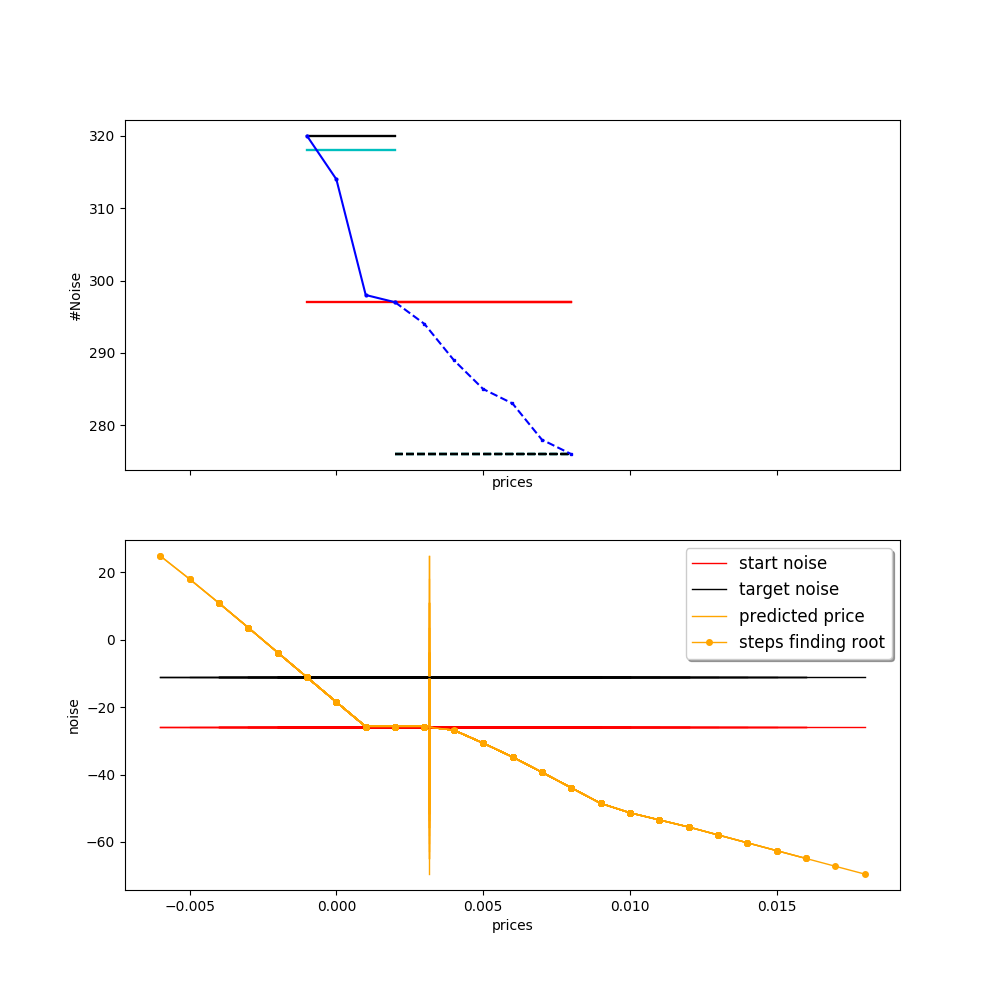 320
310
300
290
280
#Noise
prices
20
0
−20
−40
−60
noise
start noise
target noise
predicted price
steps finding root
−0.005
0.000
0.005
0.010
0.015
prices